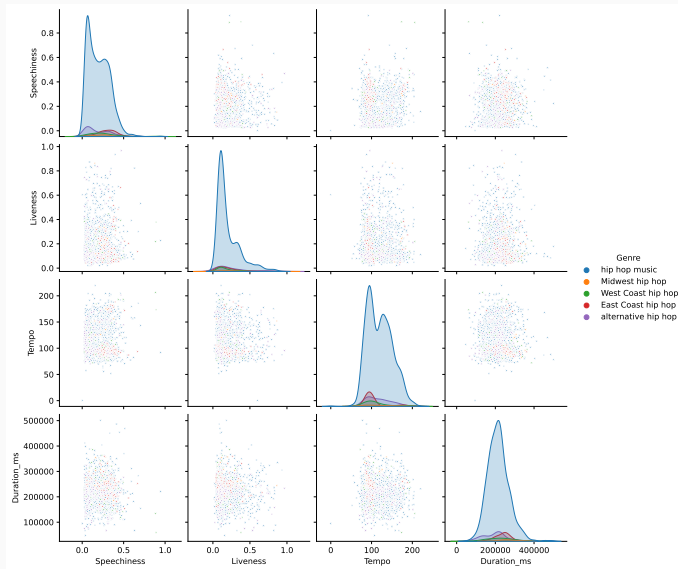 Speechiness
0.8
0.6
0.4
0.2
0.0
Liveness
1.0
0.8
0.6
0.4
0.2
0.0
Genre
hip hop music
Midwest hip hop
West Coast hip hop
East Coast hip hop
alternative hip hop
Tempo
200
150
100
50
0
Duration_ms
500000
400000
300000
200000
100000
0.0 0.5 1.0 0.0 0.5 1.0 0 100 200 0 200000 400000
Speechiness Liveness Tempo Duration_ms